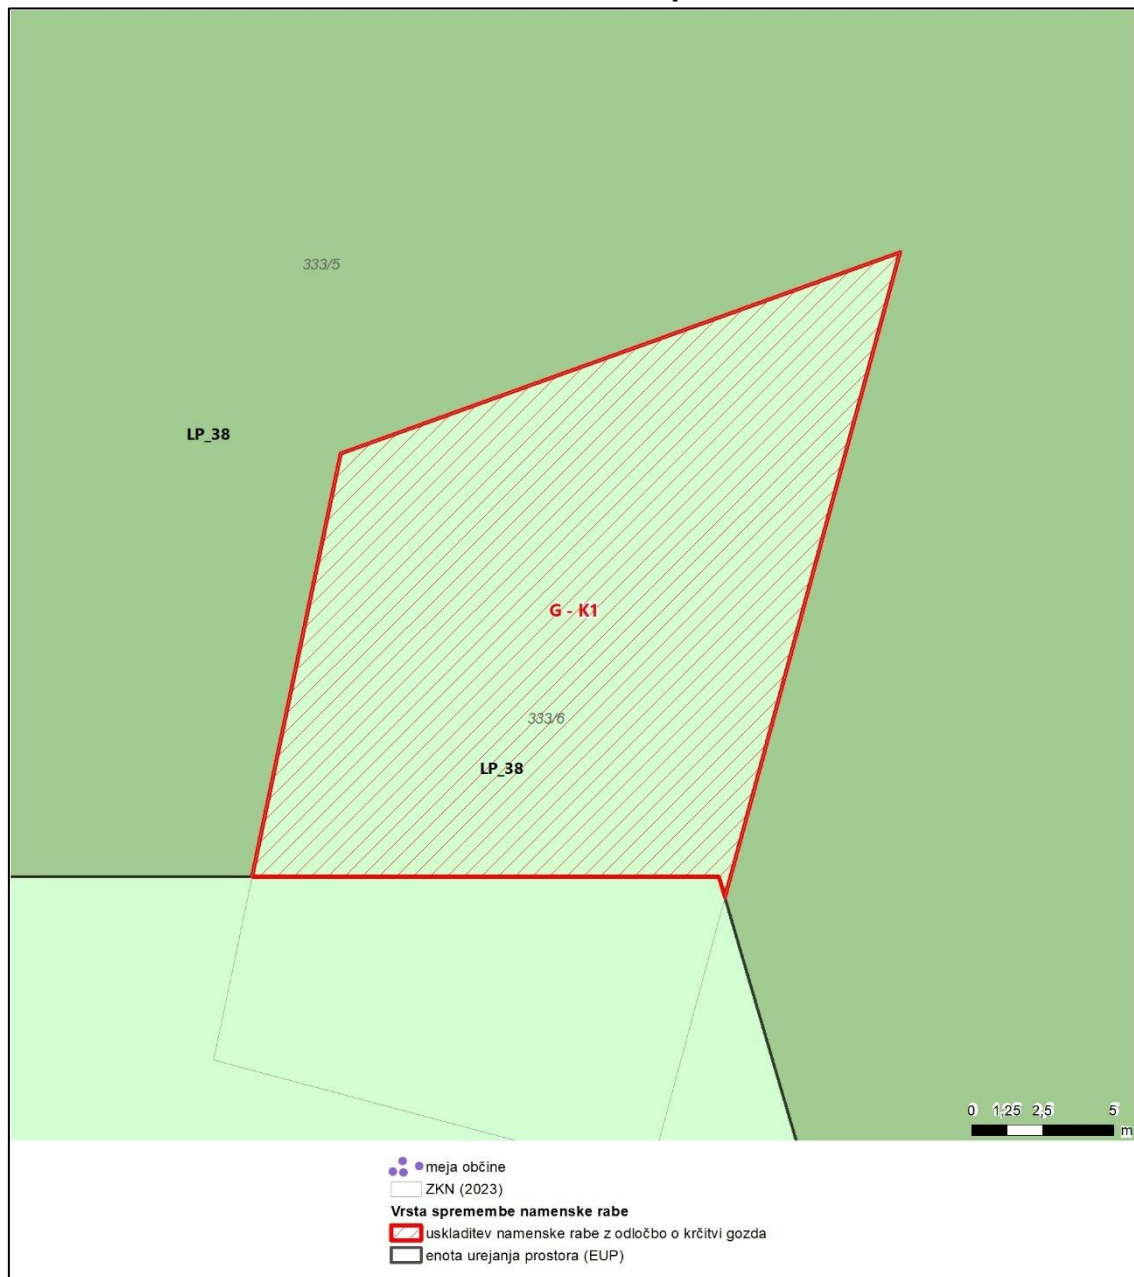 333/5
LP_38
G - K1
333/6
LP_38
0 1,25 2,5 5
m
meja občine
ZKN (2023)
Vrsta spremembe namenske rabe
uskladitev namenske rabe z odločbo o krčitvi gozda
enota urejanja prostora (EUP)